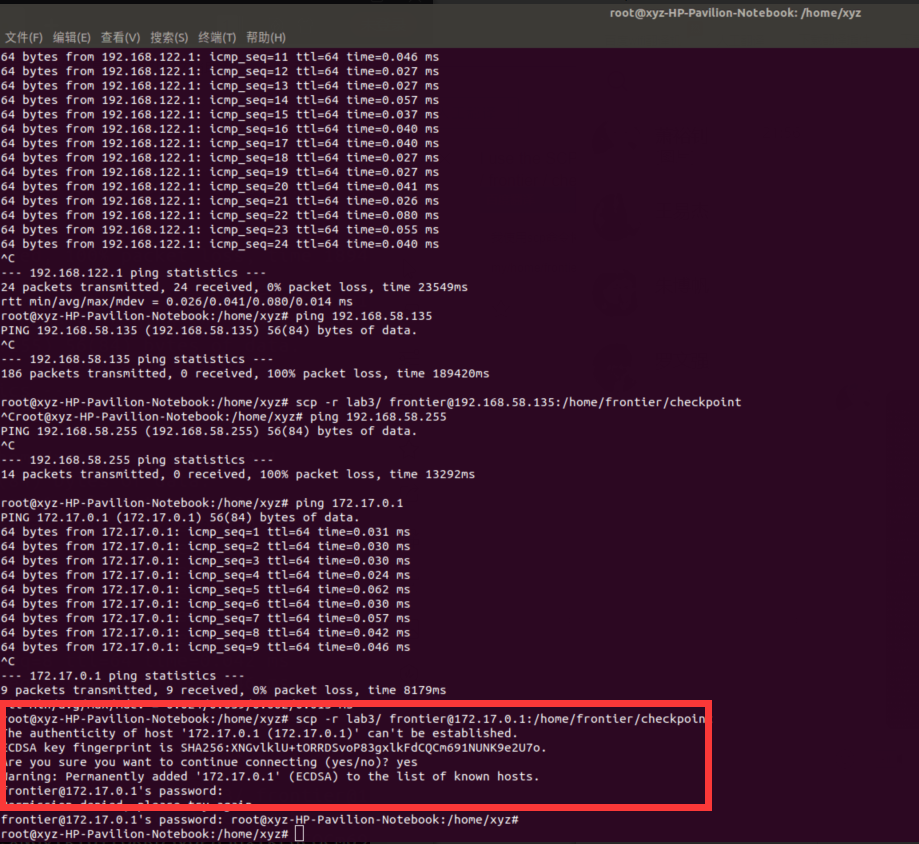 root@xyz-HP-Pavilion-Notebook: /home/xyz
文件(F) 编辑(E) 查看(V) 搜索(S) 终端(T) 帮助(H)
64 bytes from 192.168.122.1: icmp_seq=11 ttl=64 time=0.046 ms
64 bytes from 192.168.122.1: icmp_seq=12 ttl=64 time=0.027 ms
64 bytes from 192.168.122.1: icmp_seq=13 ttl=64 time=0.027 ms
64 bytes from 192.168.122.1: icmp_seq=14 ttl=64 time=0.057 ms
64 bytes from 192.168.122.1: icmp_seq=15 ttl=64 time=0.037 ms
64 bytes from 192.168.122.1: icmp_seq=16 ttl=64 time=0.040 ms
64 bytes from 192.168.122.1: icmp_seq=17 ttl=64 time=0.040 ms
64 bytes from 192.168.122.1: icmp_seq=18 ttl=64 time=0.027 ms
64 bytes from 192.168.122.1: icmp_seq=19 ttl=64 time=0.027 ms
64 bytes from 192.168.122.1: icmp_seq=20 ttl=64 time=0.041 ms
64 bytes from 192.168.122.1: icmp_seq=21 ttl=64 time=0.026 ms
64 bytes from 192.168.122.1: icmp_seq=22 ttl=64 time=0.080 ms
64 bytes from 192.168.122.1: icmp_seq=23 ttl=64 time=0.055 ms
64 bytes from 192.168.122.1: icmp_seq=24 ttl=64 time=0.040 ms
^C
--- 192.168.122.1 ping statistics ---
24 packets transmitted, 24 received, 0% packet loss, time 23549ms
rtt min/avg/max/mdev = 0.026/0.041/0.080/0.014 ms
root@xyz-HP-Pavilion-Notebook:/home/xyz# ping 192.168.58.135
PING 192.168.58.135 (192.168.58.135) 56(84) bytes of data.
^C
--- 192.168.58.135 ping statistics ---
186 packets transmitted, 0 received, 100% packet loss, time 189420ms
root@xyz-HP-Pavilion-Notebook:/home/xyz# scp -r lab3/ frontier@192.168.58.135:/home/frontier/checkpoint
^Croot@xyz-HP-Pavilion-Notebook:/home/xyz# ping 192.168.58.255
PING 192.168.58.255 (192.168.58.255) 56(84) bytes of data.
^C
--- 192.168.58.255 ping statistics ---
14 packets transmitted, 0 received, 100% packet loss, time 13292ms
root@xyz-HP-Pavilion-Notebook:/home/xyz# ping 172.17.0.1
PING 172.17.0.1 (172.17.0.1) 56(84) bytes of data.
64 bytes from 172.17.0.1: icmp_seq=1 ttl=64 time=0.031 ms
64 bytes from 172.17.0.1: icmp_seq=2 ttl=64 time=0.030 ms
64 bytes from 172.17.0.1: icmp_seq=3 ttl=64 time=0.030 ms
64 bytes from 172.17.0.1: icmp_seq=4 ttl=64 time=0.024 ms
64 bytes from 172.17.0.1: icmp_seq=5 ttl=64 time=0.062 ms
64 bytes from 172.17.0.1: icmp_seq=6 ttl=64 time=0.030 ms
64 bytes from 172.17.0.1: icmp_seq=7 ttl=64 time=0.057 ms
64 bytes from 172.17.0.1: icmp_seq=8 ttl=64 time=0.042 ms
64 bytes from 172.17.0.1: icmp_seq=9 ttl=64 time=0.046 ms
^C
--- 172.17.0.1 ping statistics ---
9 packets transmitted, 9 received, 0% packet loss, time 8179ms
root@xyz-HP-Pavilion-Notebook:/home/xyz# scp -r lab3/ frontier@172.17.0.1:/home/frontier/checkpoint
The authenticity of host '172.17.0.1 (172.17.0.1)' can't be established.
ECDSA key fingerprint is SHA256:XNGvlklU+tORRDSvoP83gxlkFdCQCm691NUNK9e2U7o.
Are you sure you want to continue connecting (yes/no)? yes
Warning: Permanently added '172.17.0.1' (ECDSA) to the list of known hosts.
frontier@172.17.0.1's password:
Permission denied, please try again.
frontier@172.17.0.1's password: root@xyz-HP-Pavilion-Notebook:/home/xyz#
root@xyz-HP-Pavilion-Notebook:/home/xyz#